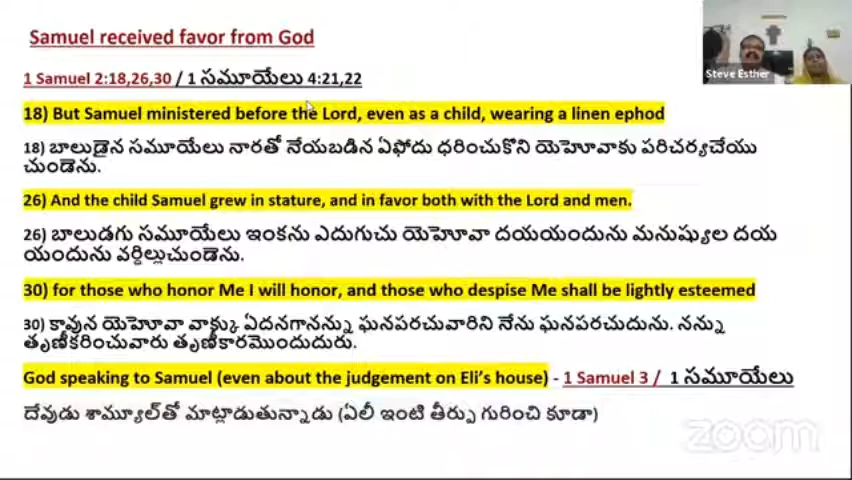 Samuel received favor from God
Steve Esther
1 Samuel 2:18,26,30 / 1 సమూయేలు 4:21,22
18) But Samuel ministered before the Lord, even as a child, wearing a linen ephod
18) బాలుడైన సమూయేలు నారతో నేయబడిన ఏఫోదు ధరించుకొని యెహోవాకు పరిచర్యచేయు
చుండెను.
26) And the child Samuel grew in stature, and in favor both with the Lord and men.
26) బాలుడగు సమూయేలు ఇంకను ఎదుగుచు యెహోవా దయయందును మనుష్యుల దయ
యందును వర్ధిల్లుచుండెను.
30) for those who honor Me I will honor, and those who despise Me shall be lightly esteemed
30) కావున యెహోవా వాక్కు ఏదనగానన్ను ఘనపరచువారిని నేను ఘనపరచుదును. నన్ను
తృణీకరించువారు తృణీకారమొందుదురు.
God speaking to Samuel (even about the judgement on Eli's house) - 1 Samuel 3 / 1 సమూయేలు
దేవుడు శామ్యూల్‌తో మాట్లాడుతున్నాడు (ఏలీ ఇంటి తీర్పు గురించి కూడా)
zoom